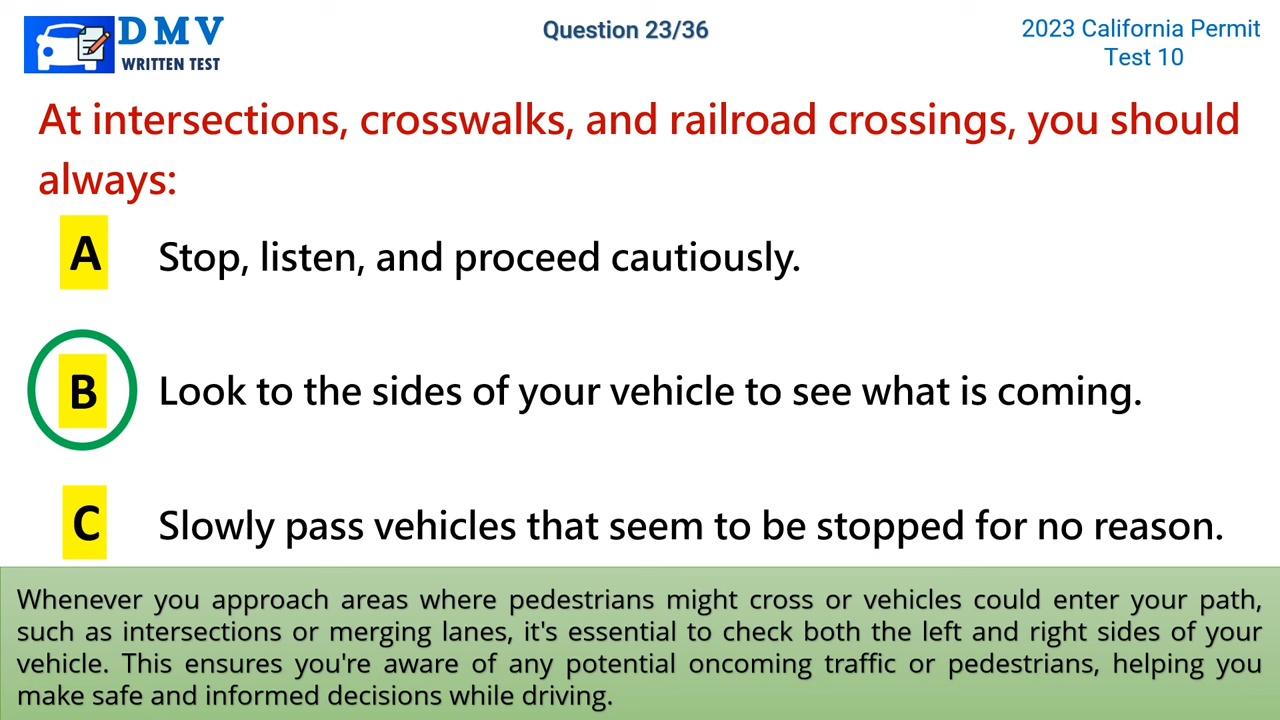 DMV
WRITTEN TEST
Question 23/36
2023 California Permit
Test 10
At intersections, crosswalks, and railroad crossings, you should
always:
A Stop, listen, and proceed cautiously.
B Look to the sides of your vehicle to see what is coming.
C Slowly pass vehicles that seem to be stopped for no reason.
Whenever you approach areas where pedestrians might cross or vehicles could enter your path,
such as intersections or merging lanes, it's essential to check both the left and right sides of your
vehicle. This ensures you're aware of any potential oncoming traffic or pedestrians, helping you
make safe and informed decisions while driving.